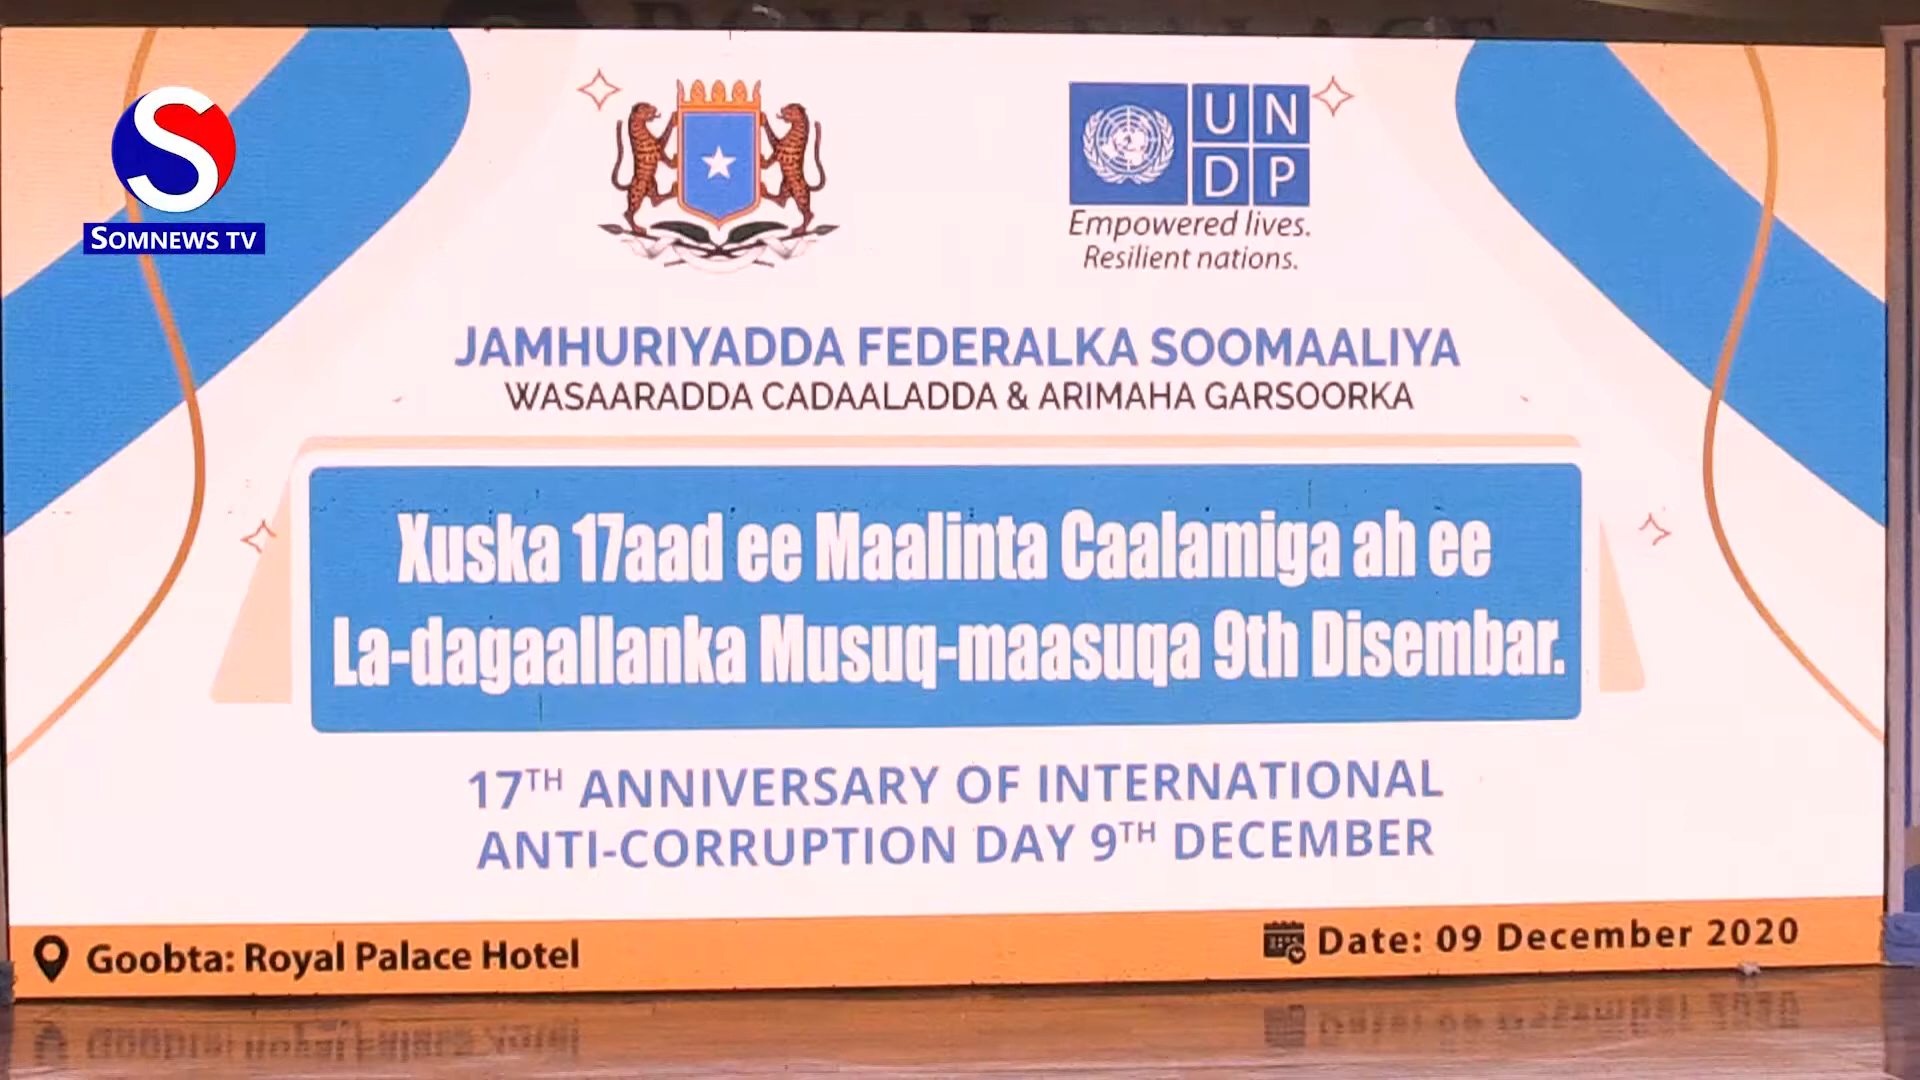 SOMNEWS TV
UNDP
Empowered lives.
Resilient nations.
JAMHURIYADDA FEDERALKA SOOMAALIYA
WASAARADDA CADAALADDA & ARIMAHA GARSOORKA
Xuska 17aad ee Maalinta Caalamiga ah ee
La-dagaallanka Musuq-maasuqa 9th Disembar.
17TH ANNIVERSARY OF INTERNATIONAL
ANTI-CORRUPTION DAY 9TH DECEMBER
Goobta: Royal Palace Hotel
Date: 09 December 2020